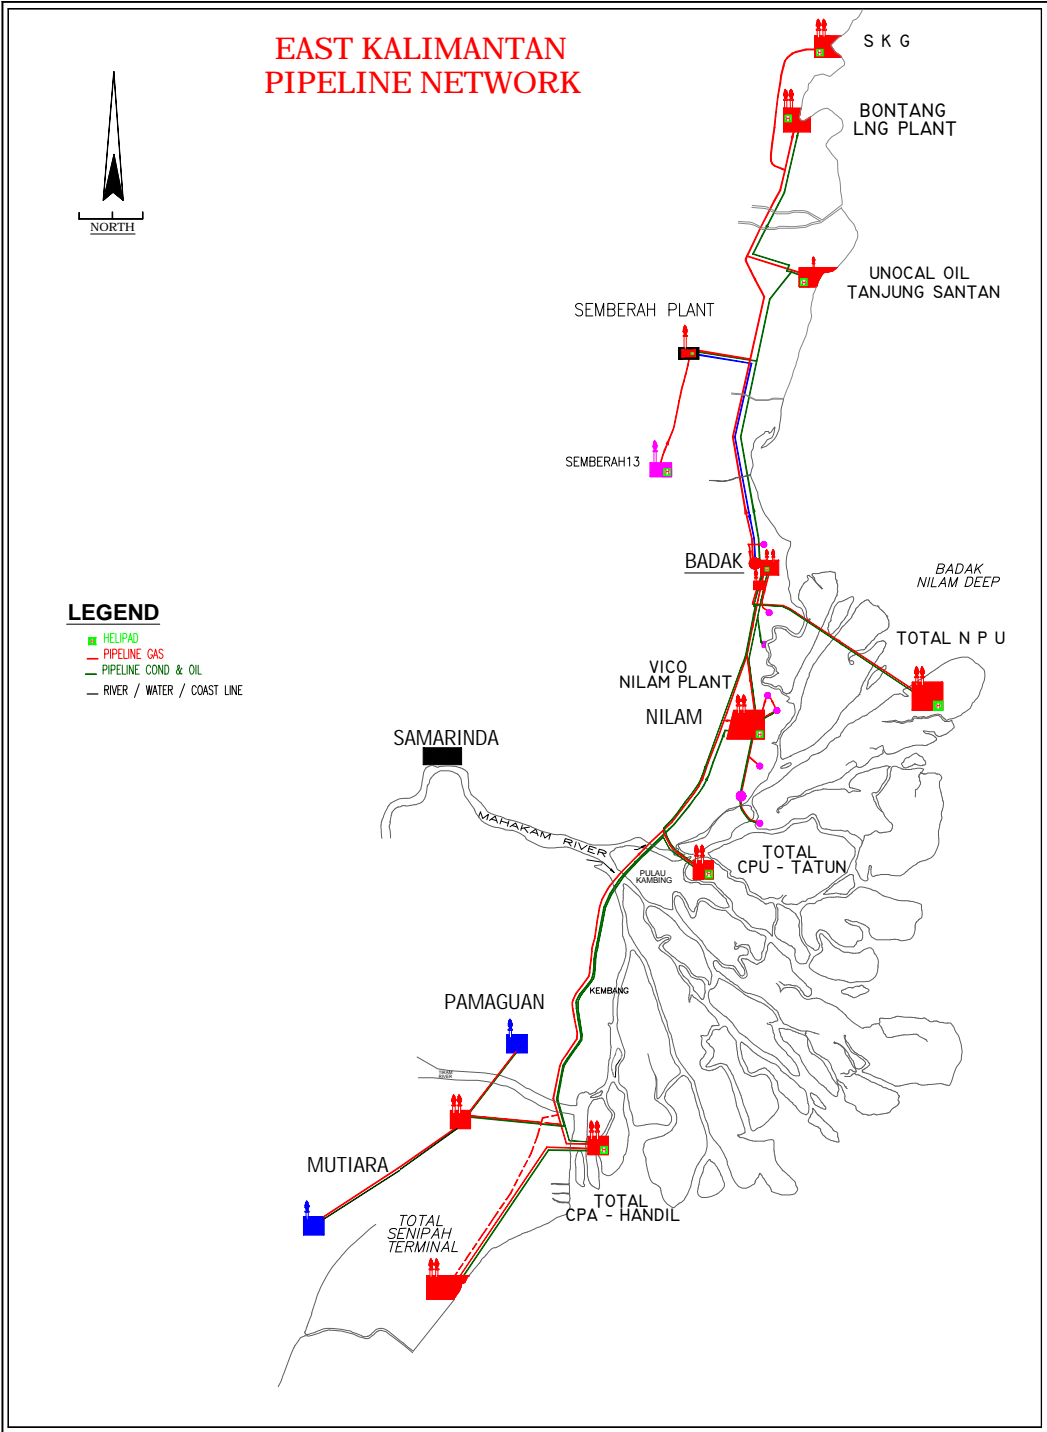 EAST KALIMANTAN
PIPELINE NETWORK
S K G
BONTANG
LNG PLANT
NORTH
UNOCAL OIL
TANJUNG SANTAN
SEMBERAH PLANT
SEMBERAH13
BADAK
BADAK
NILAM DEEP
LEGEND
HELIPAD
PIPELINE GAS
PIPELINE COND & OIL
RIVER / WATER / COAST LINE
TOTAL N P U
VICO
NILAM PLANT
NILAM
SAMARINDA
MAHAKAM RIVER
TOTAL
CPU - TATUN
PULAU
KAMBING
KEMBANG
PAMAGUAN
RIVER
MUTIARA
TOTAL
CPA - HANDIL
TOTAL
SENIPAH
TERMINAL